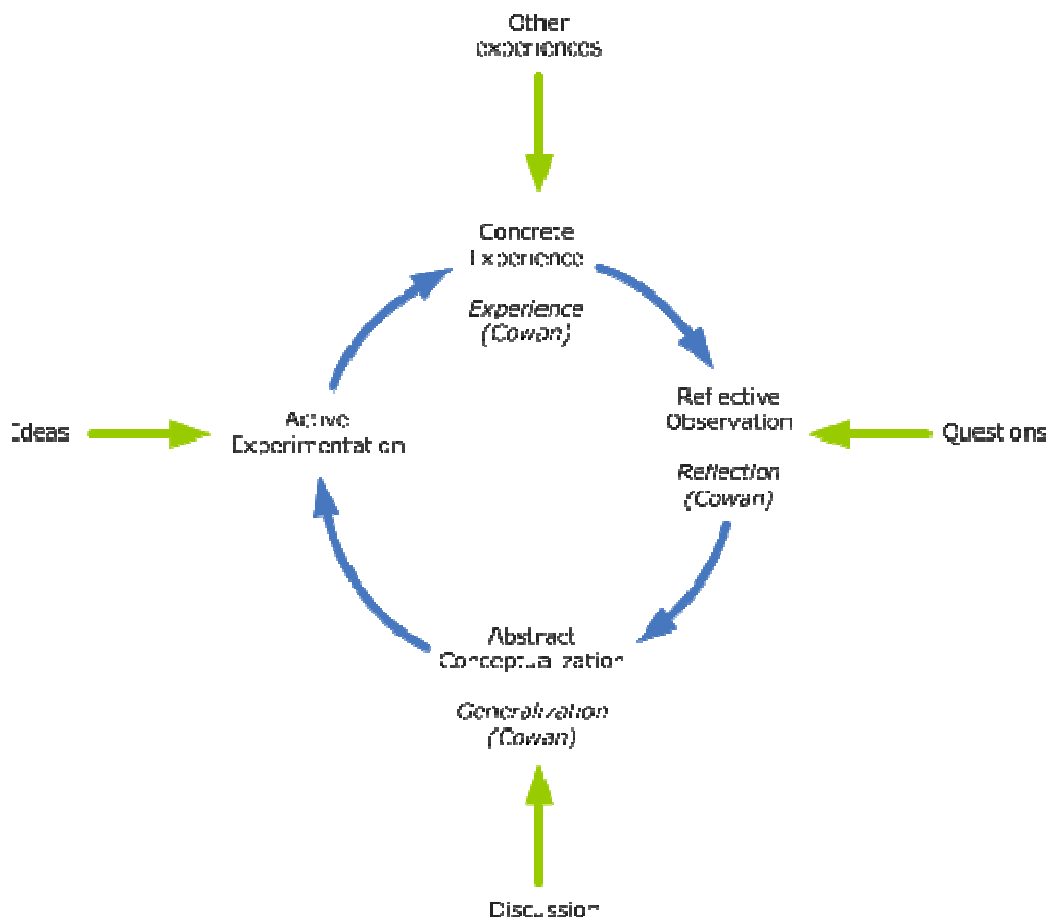 Other
experiences
Concrete
Experience
Experience
(Cowan)
Reflective
Observation
Reflection
(Cowan)
Questions
Ideas
Active
Experimentation
Abstract
Conceptualization
Generalization
(Cowan)
Discussion